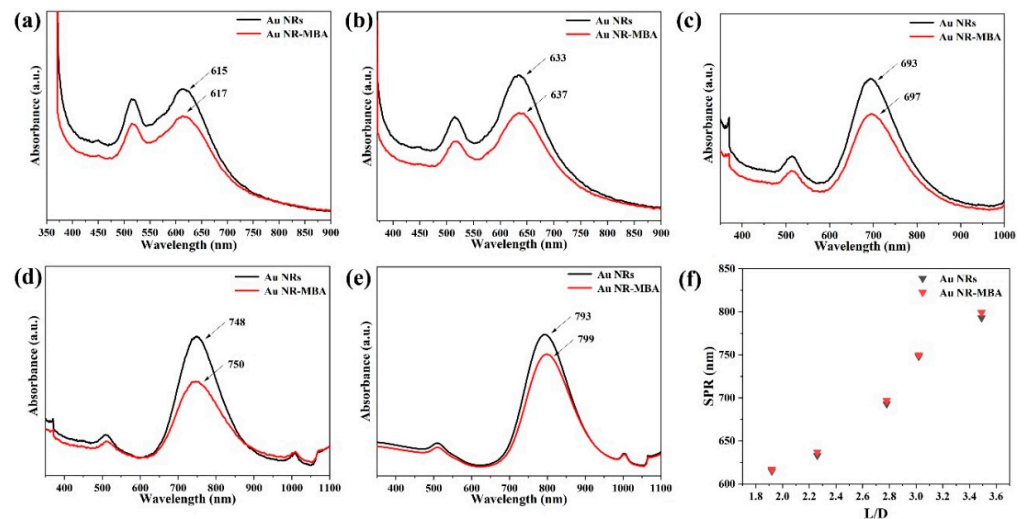 (a)
Au NRs
Au NR-MBA
615
617
Absorbance (a.u.)
350 400 450 500 550 600 650 700 750 800 850 900
Wavelength (nm)
(b)
Au NRs
Au NR-MBA
633
637
Absorbance (a.u.)
400 450 500 550 600 650 700 750 800 850 900
Wavelength (nm)
(c)
Au NRs
Au NR-MBA
693
697
Absorbance (a.u.)
400 500 600 700 800 900 1000
Wavelength (nm)
(d)
Au NRs
Au NR-MBA
748
750
Absorbance (a.u.)
400 500 600 700 800 900 1000 1100
Wavelength (nm)
(e)
Au NRs
Au NR-MBA
793
799
Absorbance (a.u.)
400 500 600 700 800 900 1000 1100
Wavelength (nm)
(f)
Au NRs
Au NR-MBA
SPR (nm)
850
800
750
700
650
600
1.8 2.0 2.2 2.4 2.6 2.8 3.0 3.2 3.4 3.6
L/D